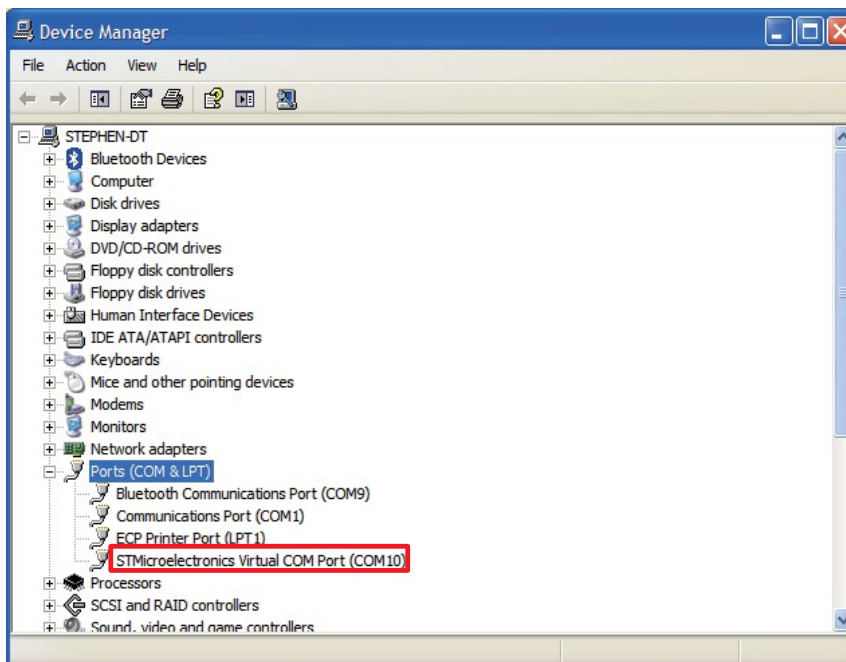 Device Manager
File Action View Help
STEPHEN-DT
Bluetooth Devices
Computer
Disk drives
Display adapters
DVD/CD-ROM drives
Floppy disk controllers
Floppy disk drives
Human Interface Devices
IDE ATA/ATAPI controllers
Keyboards
Mice and other pointing devices
Modems
Monitors
Network adapters
Ports (COM & LPT)
Bluetooth Communications Port (COM9)
Communications Port (COM1)
ECP Printer Port (LPT1)
STMicroelectronics Virtual COM Port (COM10)
Processors
SCSI and RAID controllers
Sound, video and game controllers